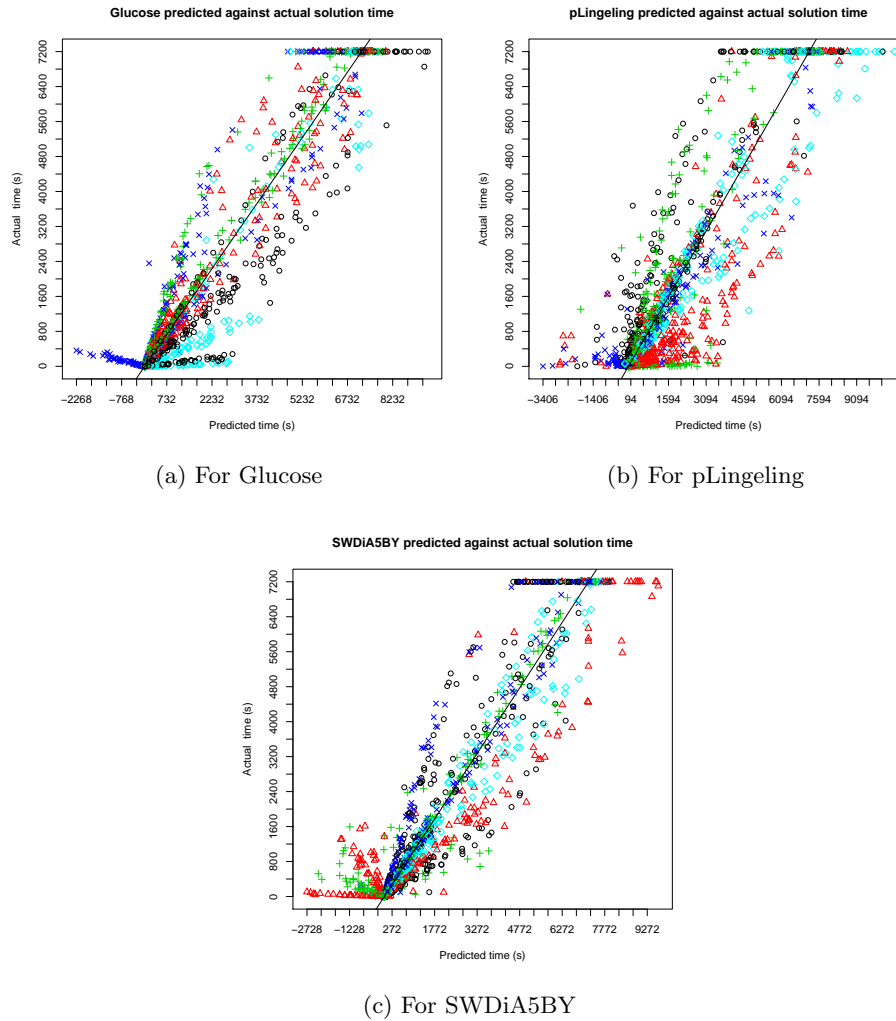 Glucose predicted against actual solution time
7200
6400
5600
4800
4000
3200
2400
1600
800
0
Actual time (s)
−2268 −768 732 2232 3732 5232 6732 8232
Predicted time (s)
(a) For Glucose
pLingeling predicted against actual solution time
7200
6400
5600
4800
4000
3200
2400
1600
800
0
Actual time (s)
−3406 −1406 94 1594 3094 4594 6094 7594 9094
Predicted time (s)
(b) For pLingeling
SWDiA5BY predicted against actual solution time
7200
6400
5600
4800
4000
3200
2400
1600
800
0
Actual time (s)
−2728 −1228 272 1772 3272 4772 6272 7772 9272
Predicted time (s)
(c) For SWDiA5BY